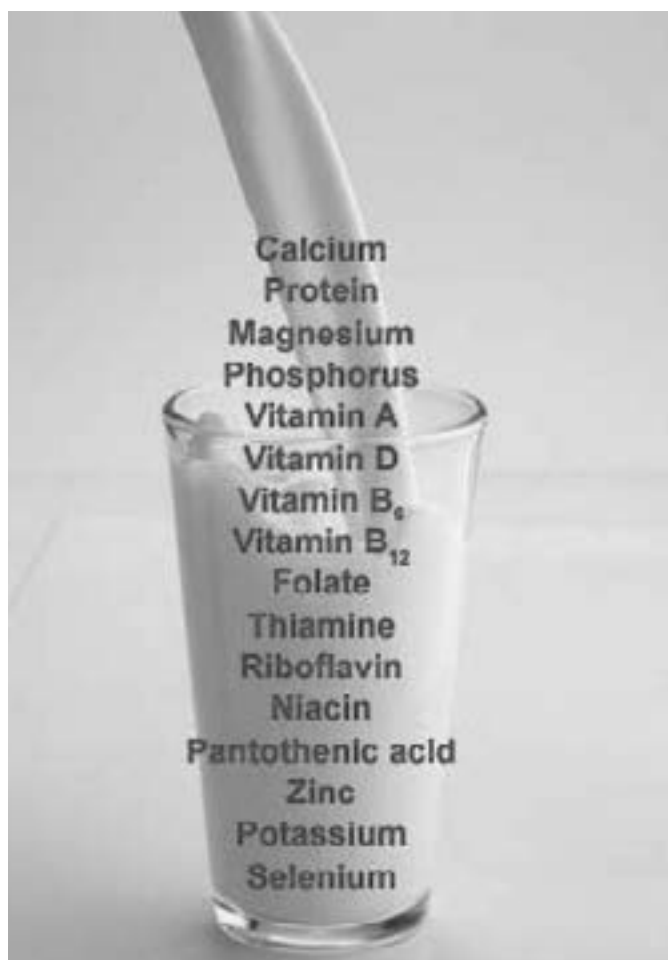 Calcium
Protein
Magnesium
Phosphorus
Vitamin A
Vitamin D
Vitamin B₆
Vitamin B₁₂
Folate
Thiamine
Riboflavin
Niacin
Pantothenic acid
Zinc
Potassium
Selenium